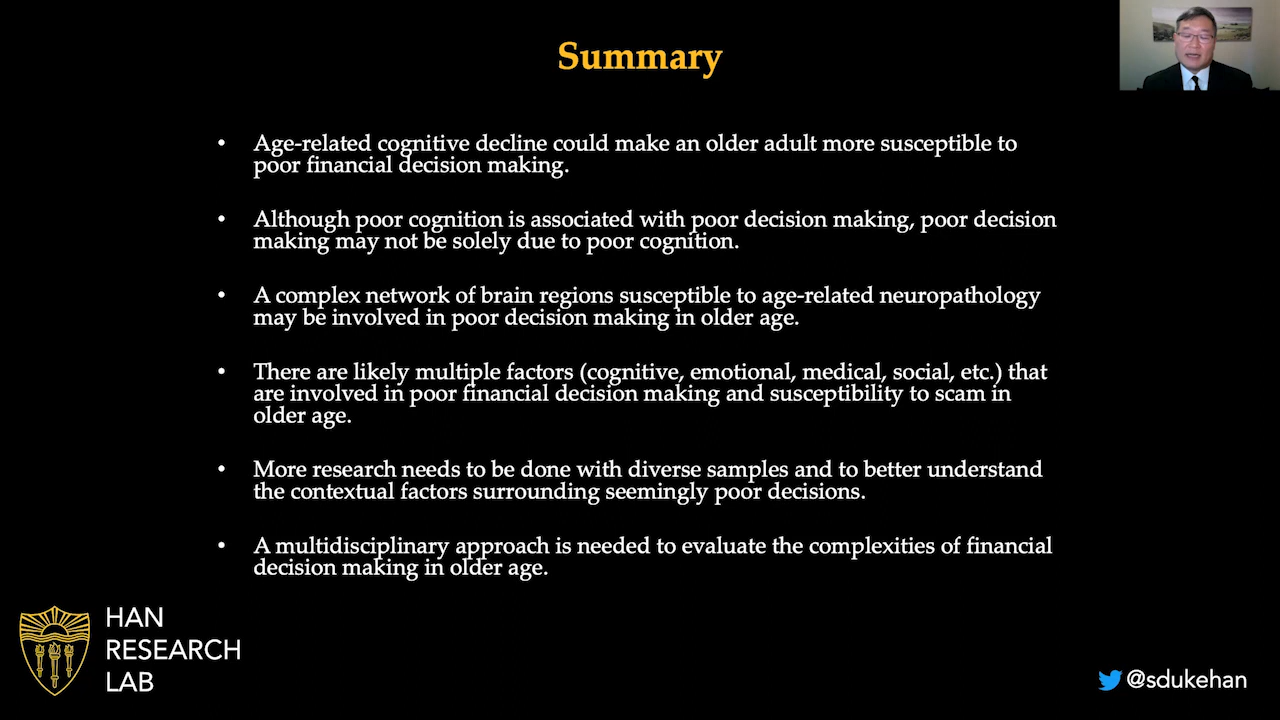 Summary
• Age-related cognitive decline could make an older adult more susceptible to
poor financial decision making.
• Although poor cognition is associated with poor decision making, poor decision
making may not be solely due to poor cognition.
• A complex network of brain regions susceptible to age-related neuropathology
may be involved in poor decision making in older age.
• There are likely multiple factors (cognitive, emotional, medical, social, etc.) that
are involved in poor financial decision making and susceptibility to scam in
older age.
• More research needs to be done with diverse samples and to better understand
the contextual factors surrounding seemingly poor decisions.
• A multidisciplinary approach is needed to evaluate the complexities of financial
decision making in older age.
HAN
RESEARCH
LAB
@sdukehan